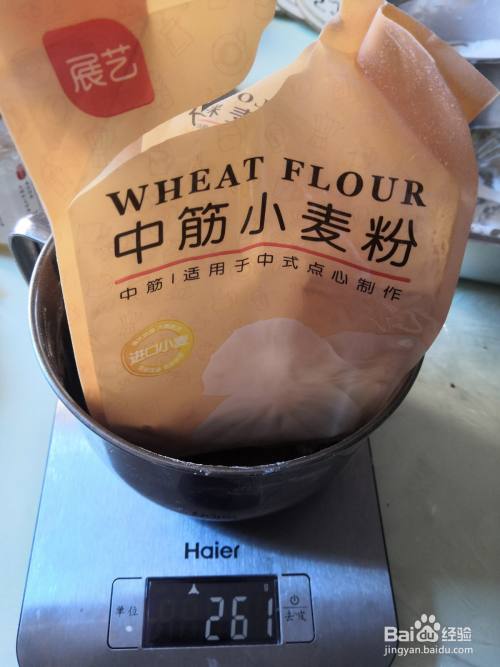 展艺
WHEAT FLOUR
中筋小麦粉
中筋/适用于中式点心制作
进口小麦
Haier
单位
261
去皮
Baidu经验
jingyan.baidu.com